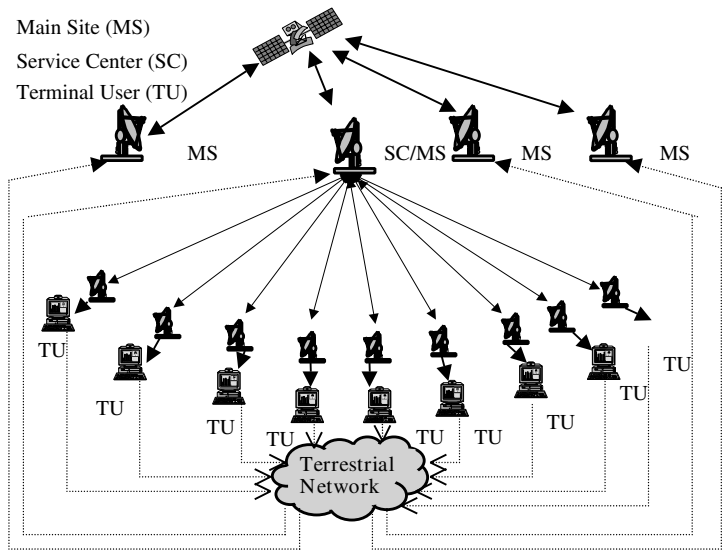 Main Site (MS)
Service Center (SC)
Terminal User (TU)
MS
SC/MS
MS
MS
TU
TU
TU
TU
TU
TU
TU
TU
TU
Terrestrial
Network